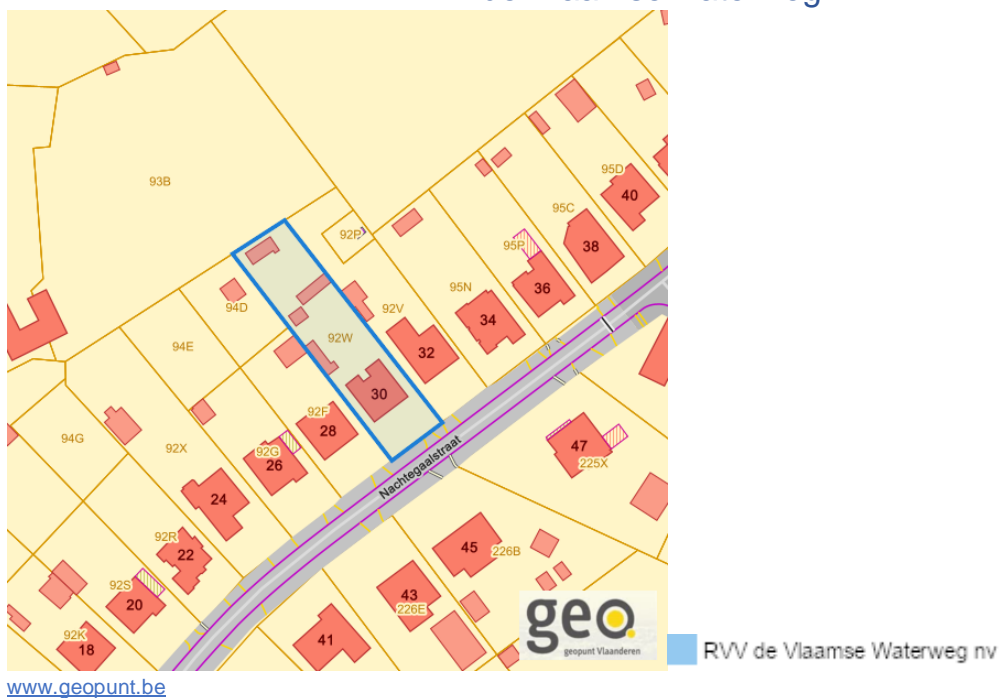 93B
95D
40
95C
38
92P
95P
36
92V
95N
34
94D
92W
32
94E
30
92F
28
Nachtegaalstraat
94G
92X
92G
26
47
225X
24
92R
22
45
226B
92S
20
43
226E
92K
18
41
geo
geopunt Vlaanderen
RVV de Vlaamse Waterweg nv
www.geopunt.be